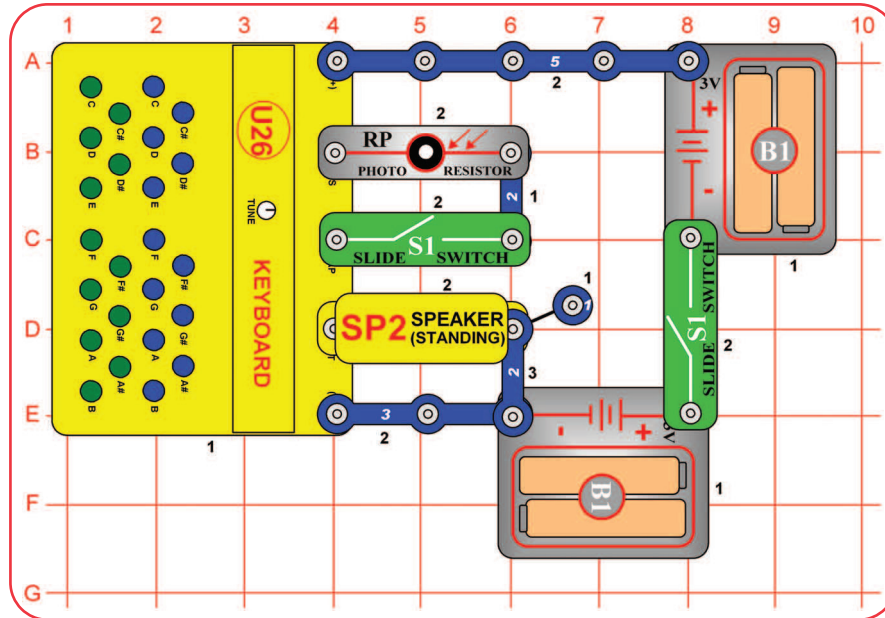 1 2 3 4 5 6 7 8 9 10
A
B
C
D
E
F
G
C
C#
D
D#
E
F
F#
G
G#
A
A#
B
C
C#
D
D#
E
F
F#
G
G#
A
A#
B
U26
TUNE
KEYBOARD
1
5
2
3V
+
-
B1
1
2
RP
PHOTO RESISTOR
2
1
2
S1
SLIDE SWITCH
2
SP2 SPEAKER
(STANDING)
1
1
2
3
3
2
S1
SLIDE SWITCH
2
-
+
B1
1